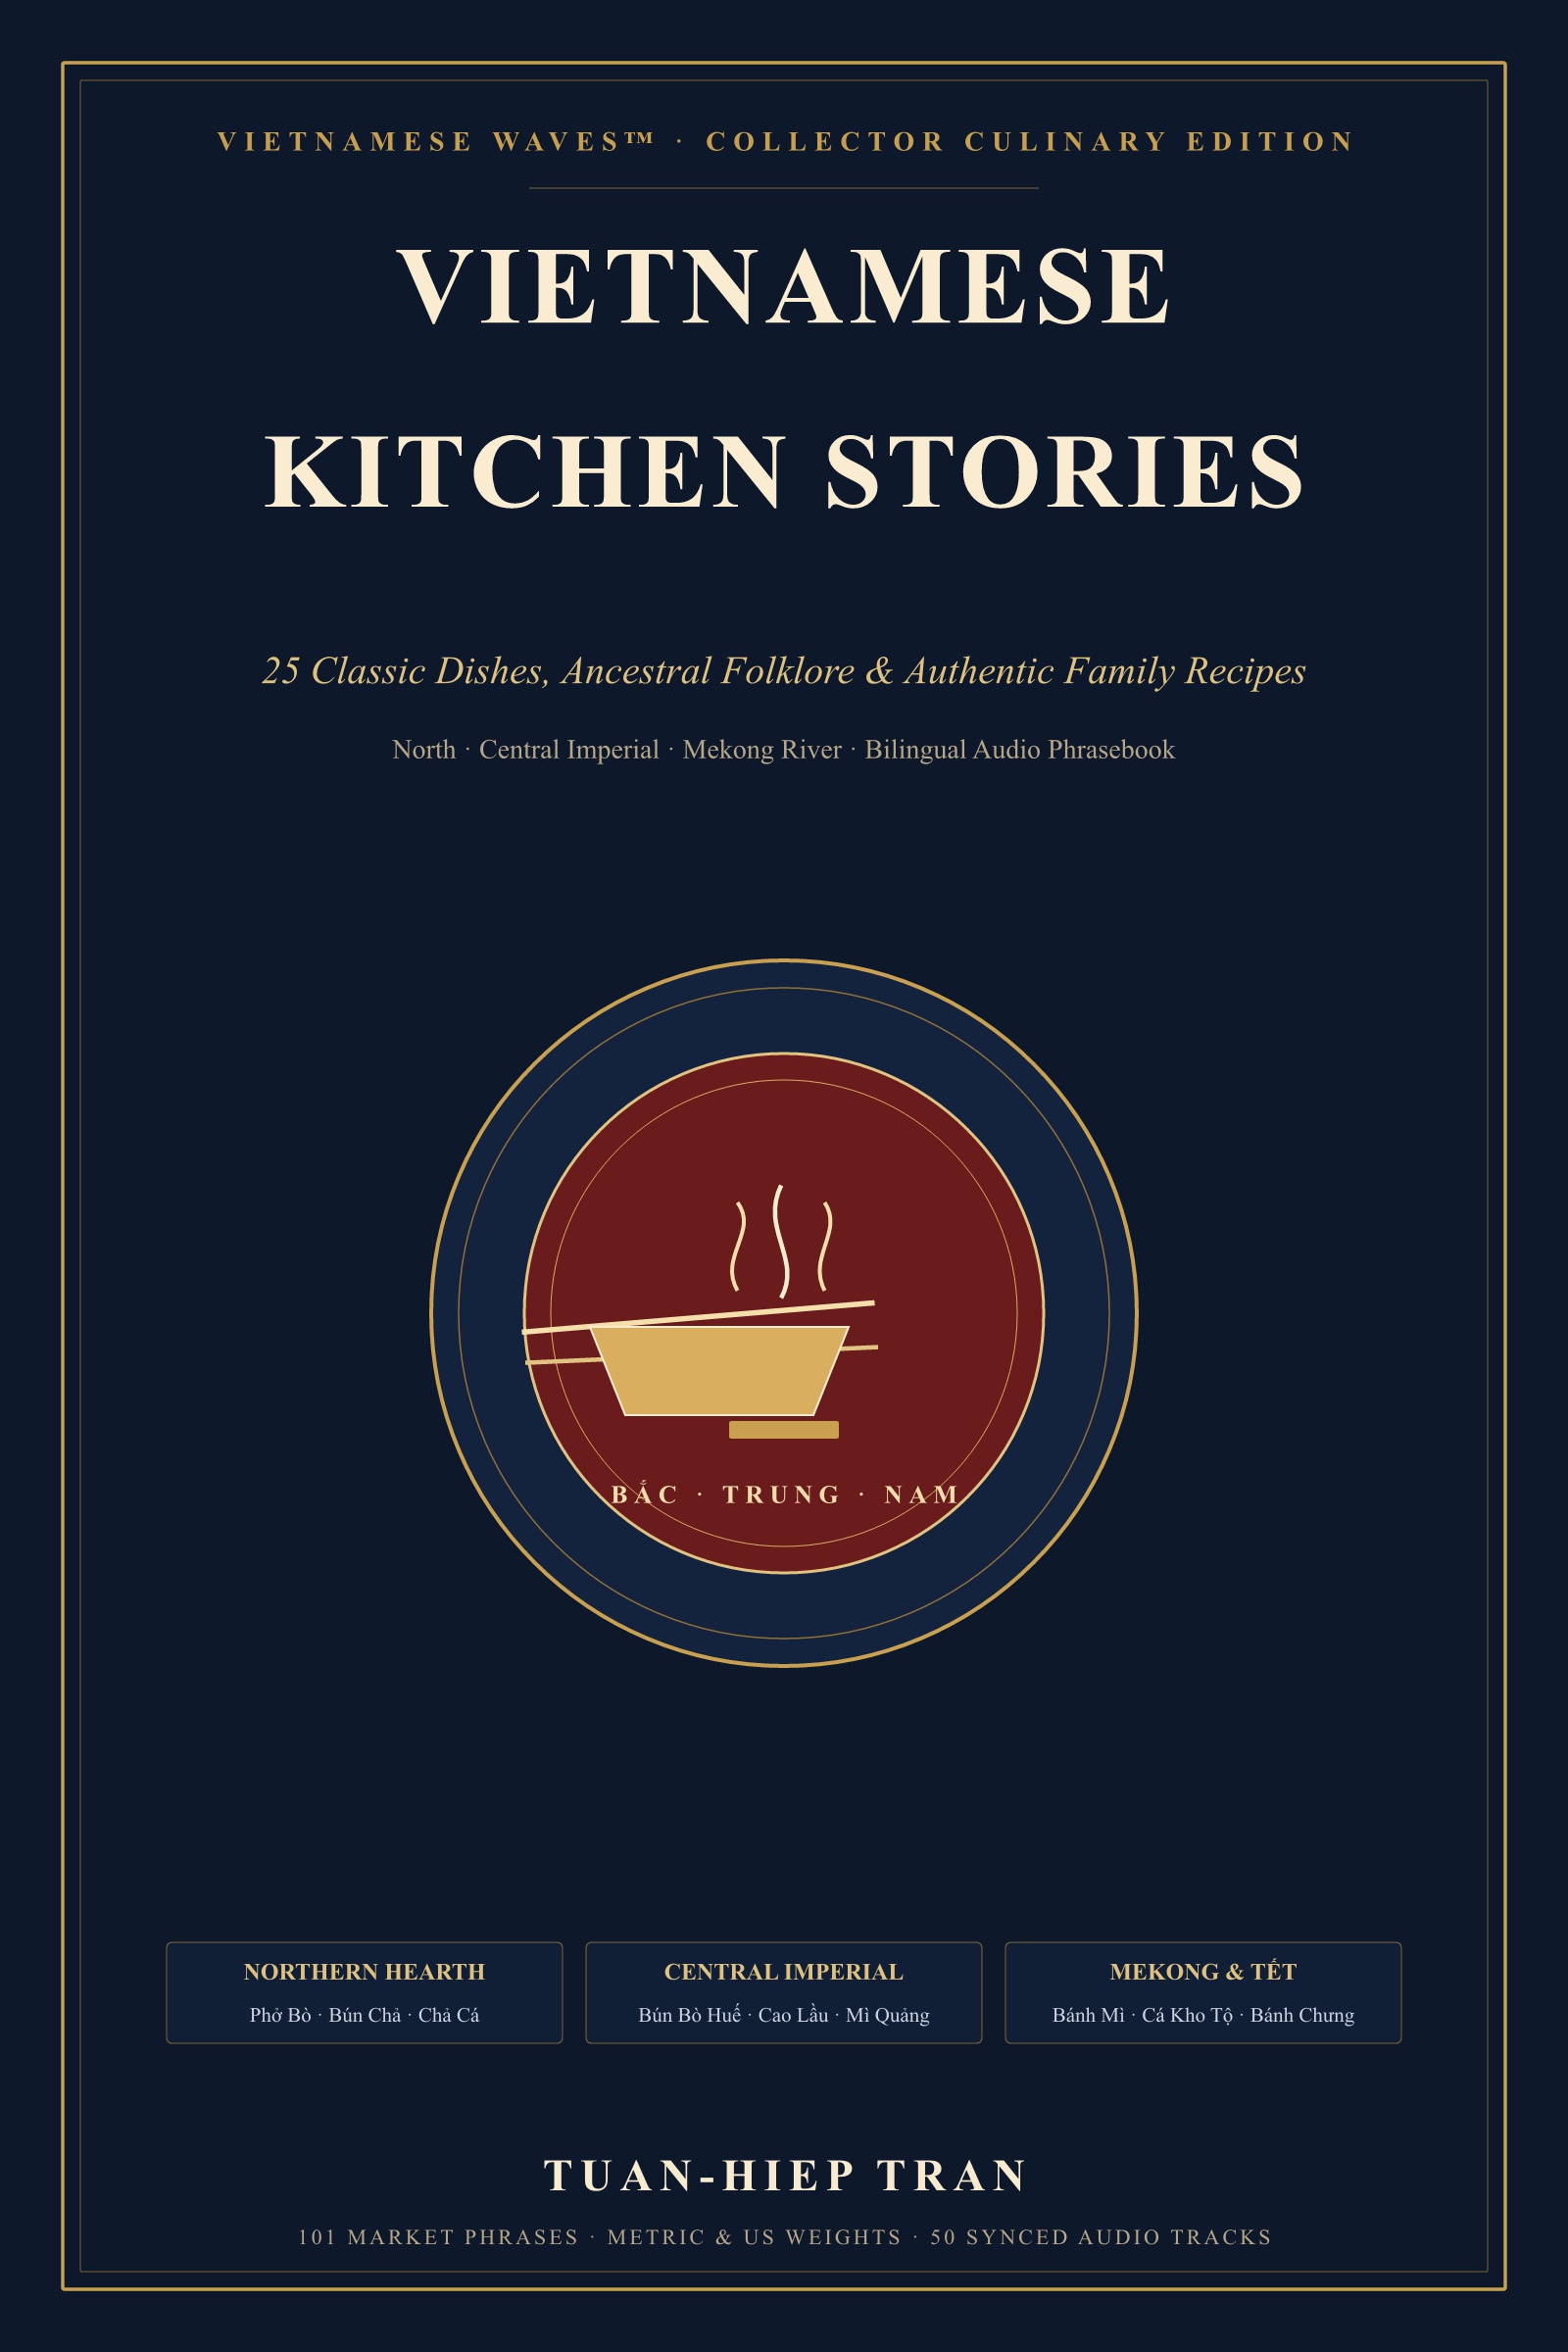 VIETNAMESE WAVES™ · COLLECTOR CULINARY EDITION
VIETNAMESE
KITCHEN STORIES
25 Classic Dishes, Ancestral Folklore & Authentic Family Recipes
North · Central Imperial · Mekong River · Bilingual Audio Phrasebook
BẮC · TRUNG · NAM
NORTHERN HEARTH
Phở Bò · Bún Chả · Chả Cá
CENTRAL IMPERIAL
Bún Bò Huế · Cao Lầu · Mì Quảng
MEKONG & TẾT
Bánh Mì · Cá Kho Tộ · Bánh Chưng
TUAN-HIEP TRAN
101 MARKET PHRASES · METRIC & US WEIGHTS · 50 SYNCED AUDIO TRACKS